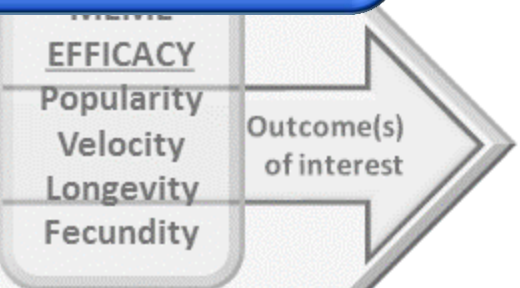 EFFICACY
Popularity
Velocity
Longevity
Fecundity
Outcome(s)
of interest